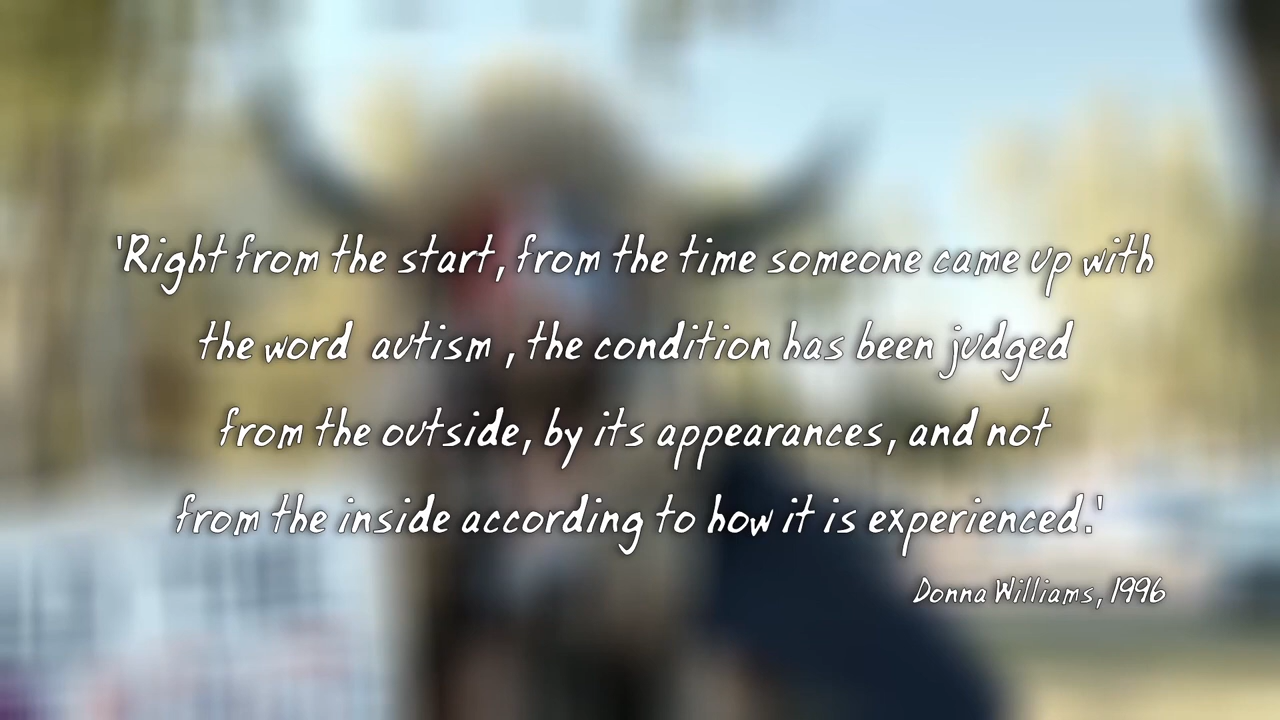 'Right from the start, from the time someone came up with
the word autism , the condition has been judged
from the outside, by its appearances, and not
from the inside according to how it is experienced.'
Donna Williams, 1996